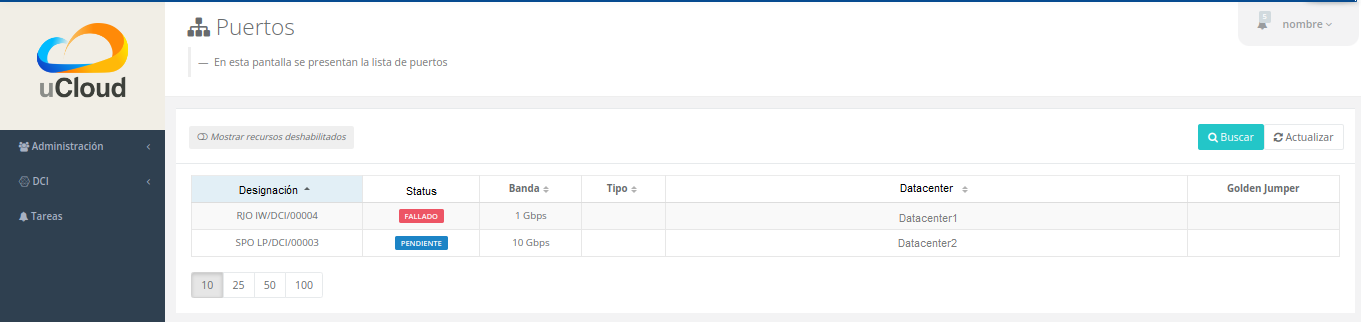 uCloud
Administración
DCI
Tareas
Puertos
— En esta pantalla se presentan la lista de puertos
nombre
Mostrar recursos deshabilitados
Buscar Actualizar
Designación Status Banda Tipo Datacenter Golden Jumper
RJO IW/DCI/00004 FALLADO 1 Gbps Datacenter1
SPO LP/DCI/00003 PENDIENTE 10 Gbps Datacenter2
10 25 50 100